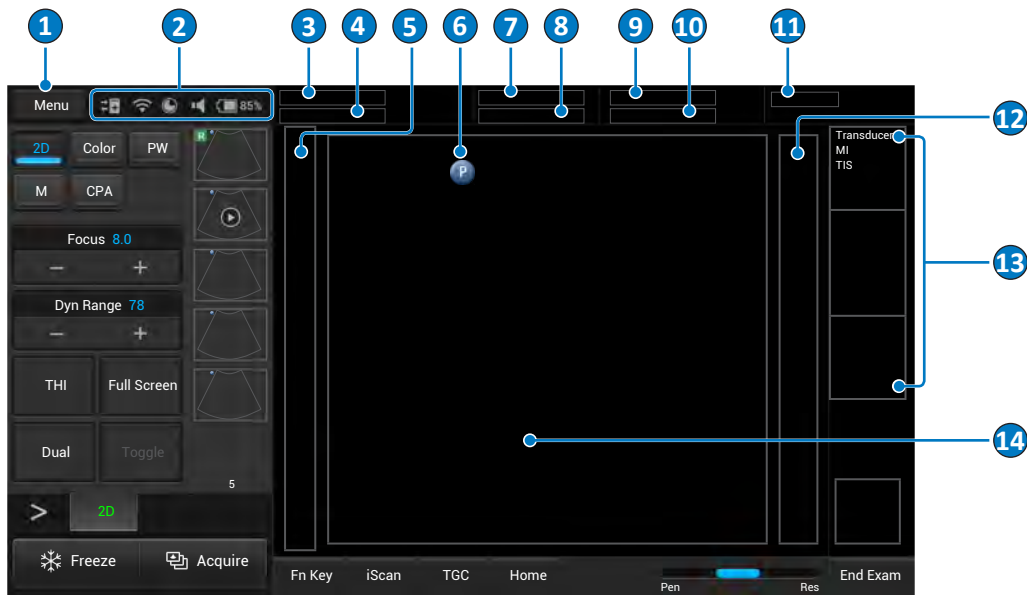 1 2 3 4 5 6 7 8 9 10 11
Menu 85%
R
12
2D Color PW
Transducer
MI
TIS
P
M CPA
Focus 8.0
− +
13
Dyn Range 78
− +
THI Full Screen
14
Dual Toggle
5
> 2D
Freeze Acquire
Fn Key iScan TGC Home Pen Res End Exam